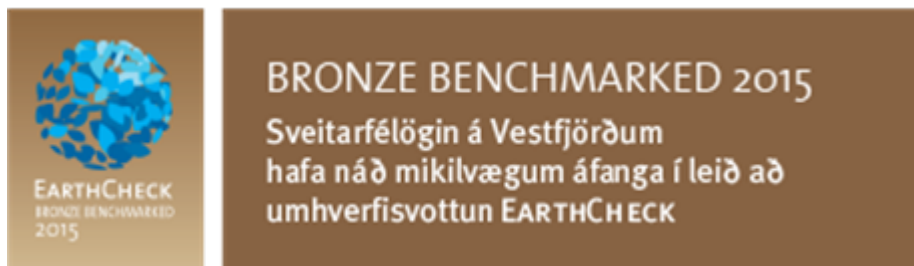 EARTHCHECK
BRONZE BENCHMARKED
2015
BRONZE BENCHMARKED 2015
Sveitarfélögin á Vestfjörðum
hafa náð mikilvægum áfanga í leið að
umhverfisvottun EARTHCHECK